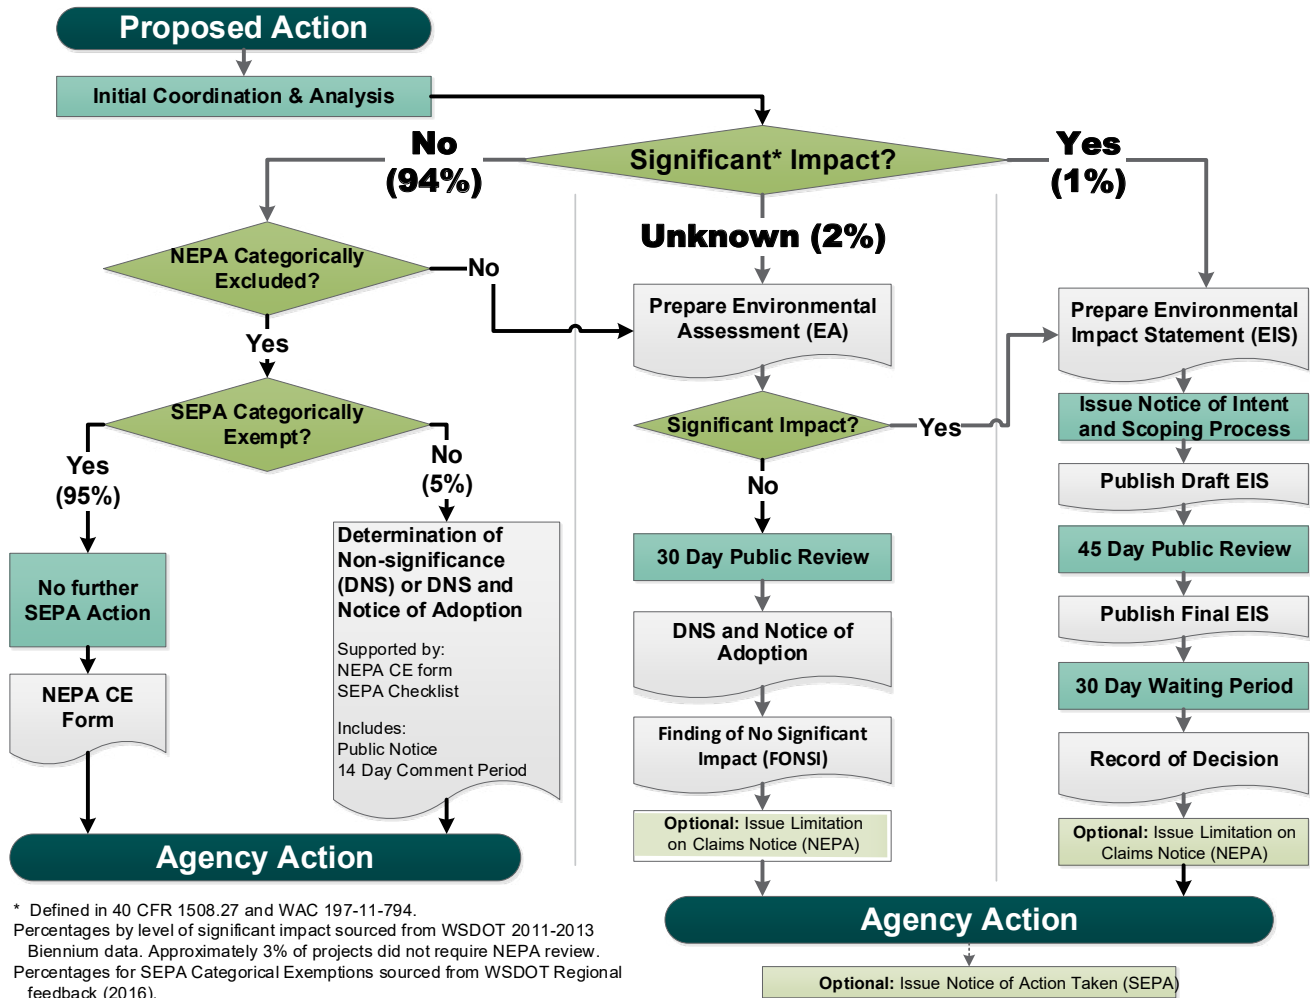 Proposed Action
Initial Coordination & Analysis
Significant* Impact?
No
(94%)
Yes
(1%)
Unknown (2%)
NEPA Categorically
Excluded?
No
Yes
SEPA Categorically
Exempt?
Yes
(95%)
No
(5%)
No further
SEPA Action
NEPA CE
Form
Determination of
Non-significance
(DNS) or DNS and
Notice of Adoption
Supported by:
NEPA CE form
SEPA Checklist
Includes:
Public Notice
14 Day Comment Period
Agency Action
Prepare Environmental
Assessment (EA)
Significant Impact?
Yes
No
30 Day Public Review
DNS and Notice of
Adoption
Finding of No Significant
Impact (FONSI)
Optional: Issue Limitation
on Claims Notice (NEPA)
Prepare Environmental
Impact Statement (EIS)
Issue Notice of Intent
and Scoping Process
Publish Draft EIS
45 Day Public Review
Publish Final EIS
30 Day Waiting Period
Record of Decision
Optional: Issue Limitation on
Claims Notice (NEPA)
Agency Action
Optional: Issue Notice of Action Taken (SEPA)
* Defined in 40 CFR 1508.27 and WAC 197-11-794.
Percentages by level of significant impact sourced from WSDOT 2011-2013
Biennium data. Approximately 3% of projects did not require NEPA review.
Percentages for SEPA Categorical Exemptions sourced from WSDOT Regional
feedback (2016).